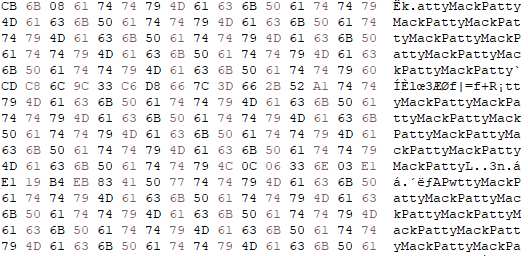 CB 6B 08 61 74 74 79 4D 61 63 6B 50 61 74 74 79 Ëk.attyMackPatty
4D 61 63 6B 50 61 74 74 79 4D 61 63 6B 50 61 74 MackPattyMackPat
74 79 4D 61 63 6B 50 61 74 74 79 4D 61 63 6B 50 tyMackPattyMackP
61 74 74 79 4D 61 63 6B 50 61 74 74 79 4D 61 63 attyMackPattyMac
6B 50 61 74 74 79 4D 61 63 6B 50 61 74 74 79 60 kPattyMackPatty`
CD C8 6C 9C 33 C6 D8 66 7C 3D 66 2B 52 A1 74 74 ÍÈlœ3ÆØf|=f+R¡tt
79 4D 61 63 6B 50 61 74 74 79 4D 61 63 6B 50 61 yMackPattyMackPa
74 74 79 4D 61 63 6B 50 61 74 74 79 4D 61 63 6B ttyMackPattyMack
50 61 74 74 79 4D 61 63 6B 50 61 74 74 79 4D 61 PattyMackPattyMa
63 6B 50 61 74 74 79 4D 61 63 6B 50 61 74 74 79 ckPattyMackPatty
4D 61 63 6B 50 61 74 74 79 4C 0C 06 33 6E 03 E1 MackPattyL..3n.á
E1 19 B4 EB 83 41 50 77 74 74 79 4D 61 63 6B 50 á.´ëƒAPwttyMackP
61 74 74 79 4D 61 63 6B 50 61 74 74 79 4D 61 63 attyMackPattyMac
6B 50 61 74 74 79 4D 61 63 6B 50 61 74 74 79 4D kPattyMackPattyM
61 63 6B 50 61 74 74 79 4D 61 63 6B 50 61 74 74 ackPattyMackPatt
79 4D 61 63 6B 50 61 74 74 79 4D 61 63 6B 50 61 yMackPattyMackPa